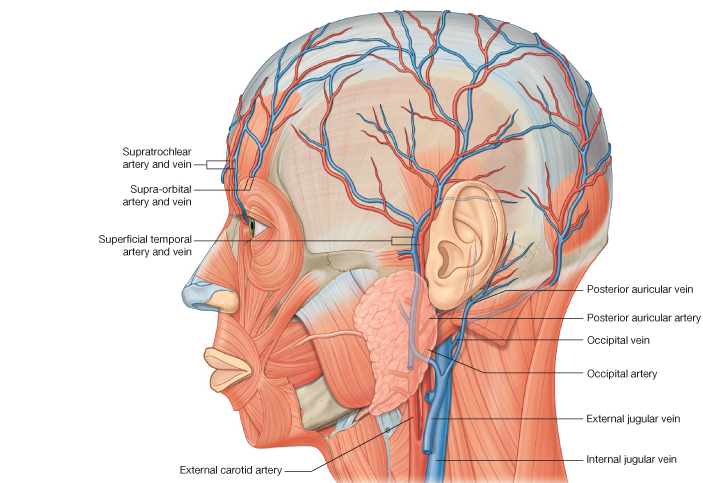 Supratrochlear
artery and vein
Supra-orbital
artery and vein
Superficial temporal
artery and vein
Posterior auricular vein
Posterior auricular artery
Occipital vein
Occipital artery
External jugular vein
Internal jugular vein
External carotid artery